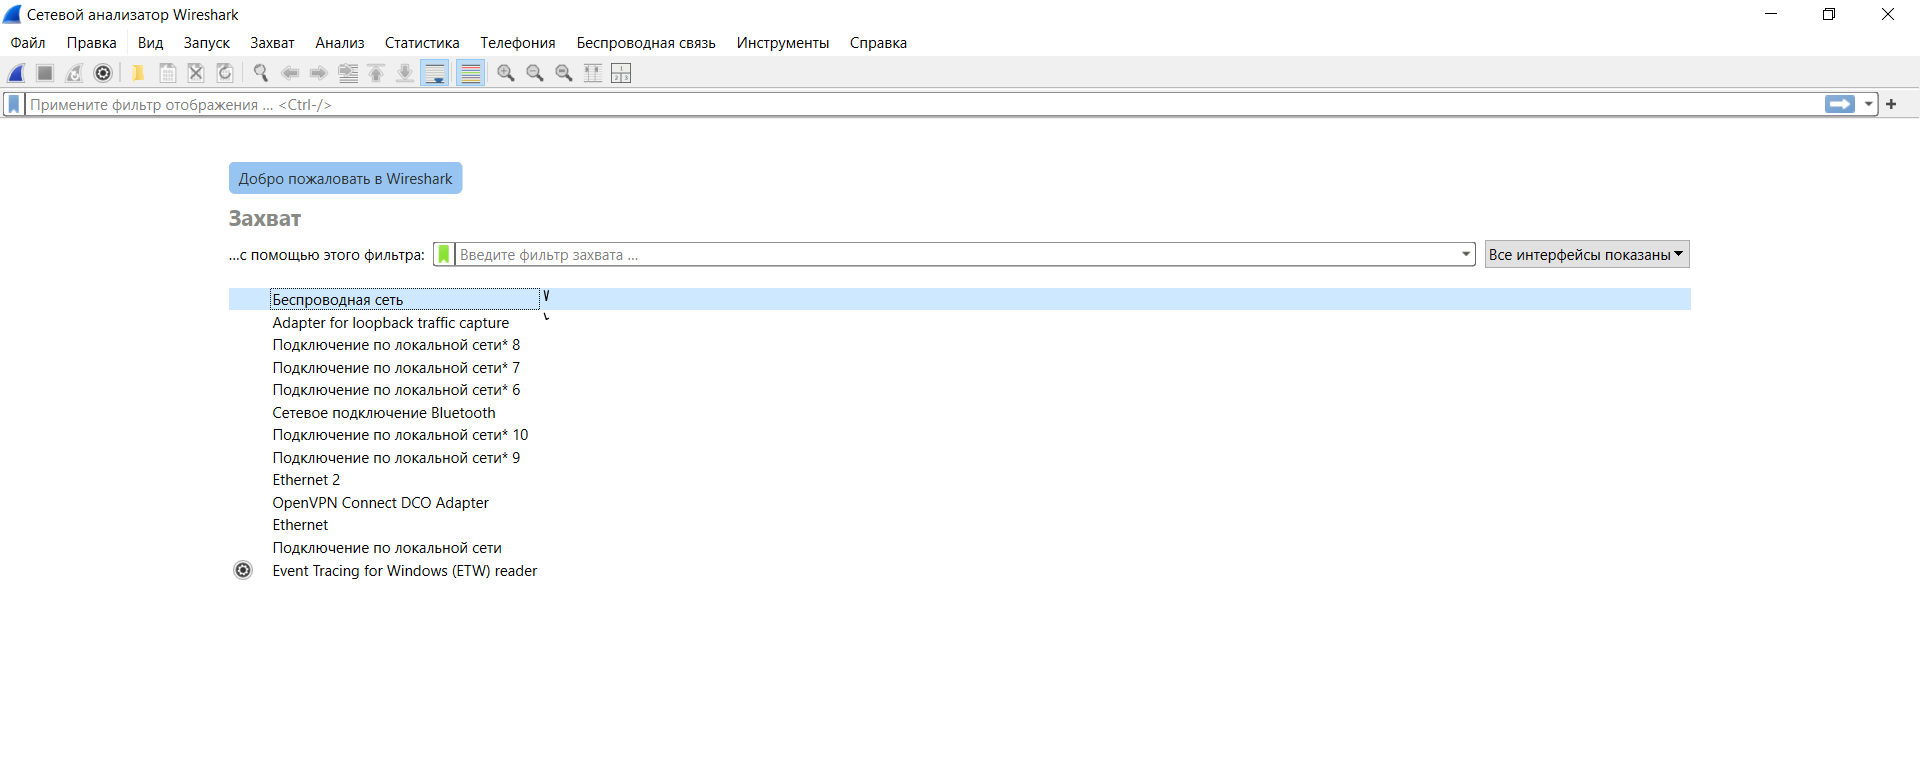 Сетевой анализатор Wireshark
Файл Правка Вид Запуск Захват Анализ Статистика Телефония Беспроводная связь Инструменты Справка
Примените фильтр отображения ... <Ctrl-/>
Добро пожаловать в Wireshark
Захват
...с помощью этого фильтра: Введите фильтр захвата ... Все интерфейсы показаны
Беспроводная сеть
Adapter for loopback traffic capture
Подключение по локальной сети* 8
Подключение по локальной сети* 7
Подключение по локальной сети* 6
Сетевое подключение Bluetooth
Подключение по локальной сети* 10
Подключение по локальной сети* 9
Ethernet 2
OpenVPN Connect DCO Adapter
Ethernet
Подключение по локальной сети
Event Tracing for Windows (ETW) reader